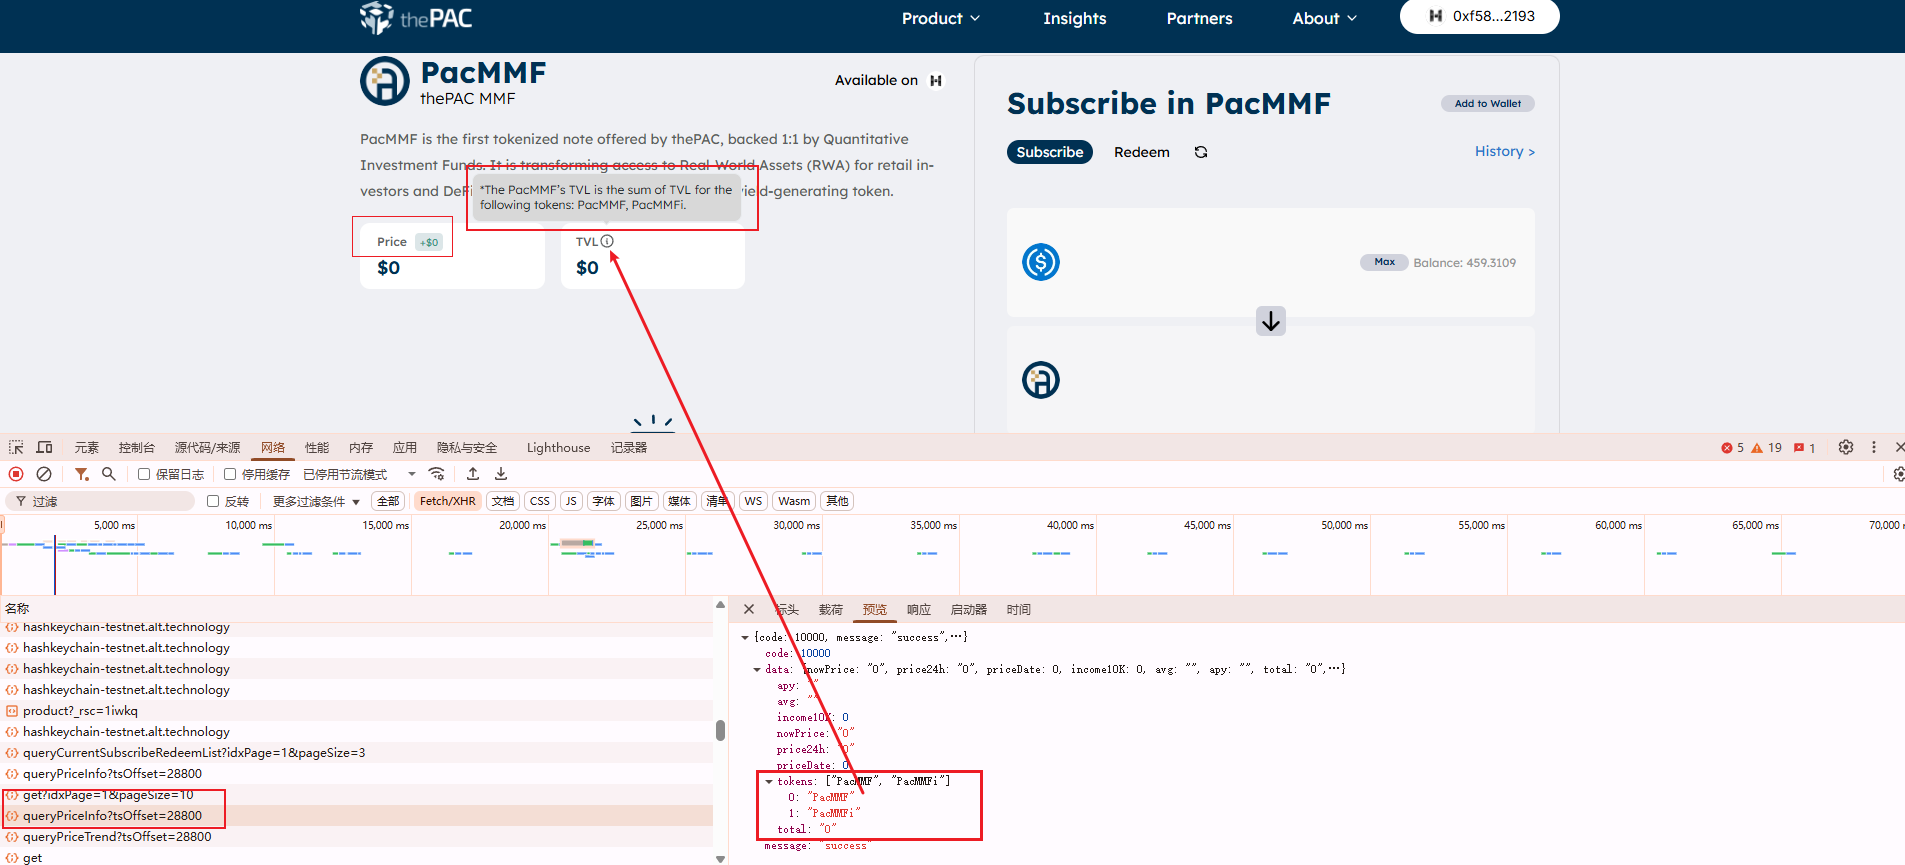 thePAC
Product
Insights
Partners
About
0xf58...2193
PacMMF
thePAC MMF
Available on
PacMMF is the first tokenized note offered by thePAC, backed 1:1 by Quantitative
Investment Funds. It is transforming access to Real World Assets (RWA) for retail in-
vestors and DeFi
yield-generating token.
*The PacMMF's TVL is the sum of TVL for the
following tokens: PacMMF, PacMMFi.
Price +$0
$0
TVL
$0
Subscribe in PacMMF
Add to Wallet
Subscribe
Redeem
History >
Max
Balance: 459.3109
元素
控制台
源代码/来源
网络
性能
内存
应用
隐私与安全
Lighthouse
记录器
5
19
1
保留日志
停用缓存
已停用节流模式
过滤
反转
更多过滤条件
全部
Fetch/XHR
文档
CSS
JS
字体
图片
媒体
清单
WS
Wasm
其他
5,000 ms
10,000 ms
15,000 ms
20,000 ms
25,000 ms
30,000 ms
35,000 ms
40,000 ms
45,000 ms
50,000 ms
55,000 ms
60,000 ms
65,000 ms
70,000
名称
hashkeychain-testnet.alt.technology
hashkeychain-testnet.alt.technology
hashkeychain-testnet.alt.technology
hashkeychain-testnet.alt.technology
product?_rsc=1iwkq
hashkeychain-testnet.alt.technology
queryCurrentSubscribeRedeemList?idxPage=1&pageSize=3
queryPriceInfo?tsOffset=28800
get?idxPage=1&pageSize=10
queryPriceInfo?tsOffset=28800
queryPriceTrend?tsOffset=28800
get
标头
载荷
预览
响应
启动器
时间
{code: 10000, message: "success",…}
code: 10000
data: {nowPrice: "0", price24h: "0", priceDate: 0, income10K: 0, avg: "", apy: "", total: "0",…}
apy: ""
avg: ""
income10K: 0
nowPrice: "0"
price24h: "0"
priceDate: 0
tokens: ["PacMMF", "PacMMFi"]
0: "PacMMF"
1: "PacMMFi"
total: "0"
message: "success"